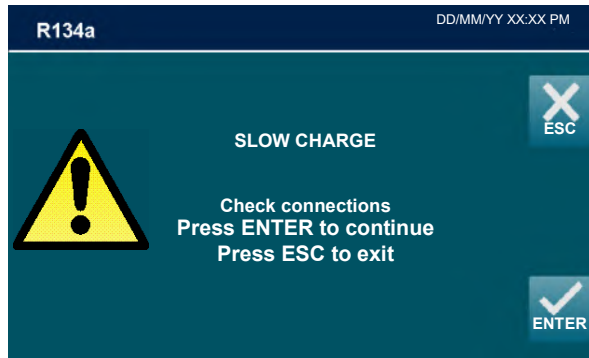 R134a
DD/MM/YY XX:XX PM
ESC
SLOW CHARGE
Check connections
Press ENTER to continue
Press ESC to exit
ENTER